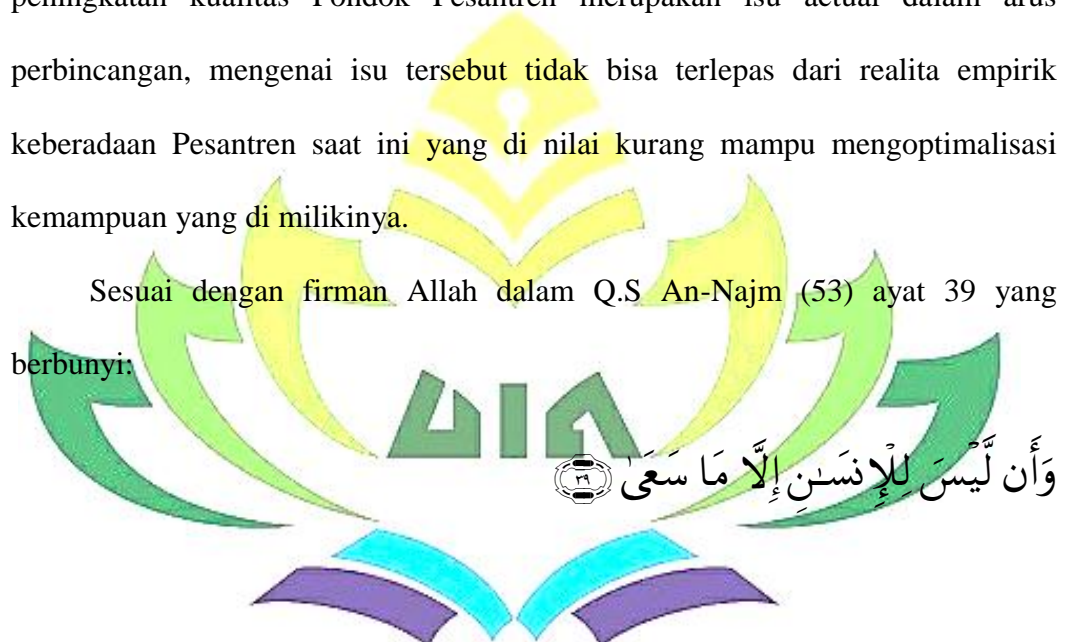 peningkatan kualitas Pondok Pesantren merupakan isu actual dalam arus
perbincangan, mengenai isu tersebut tidak bisa terlepas dari realita empirik
keberadaan Pesantren saat ini yang di nilai kurang mampu mengoptimalisasi
kemampuan yang di milikinya.
Sesuai dengan firman Allah dalam Q.S An-Najm (53) ayat 39 yang
berbunyi:
وَأَن لَّيْسَ لِلْإِنسَـٰنِ إِلَّا مَا سَعَىٰ ﴿٣٩﴾
UIN